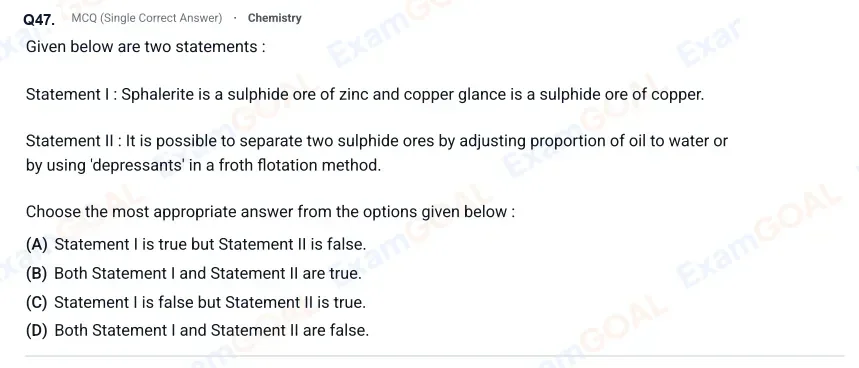 Q47. MCQ (Single Correct Answer) · Chemistry
Given below are two statements :
Statement I : Sphalerite is a sulphide ore of zinc and copper glance is a sulphide ore of copper.
Statement II : It is possible to separate two sulphide ores by adjusting proportion of oil to water or
by using 'depressants' in a froth flotation method.
Choose the most appropriate answer from the options given below :
(A) Statement I is true but Statement II is false.
(B) Both Statement I and Statement II are true.
(C) Statement I is false but Statement II is true.
(D) Both Statement I and Statement II are false.
ExamGOAL